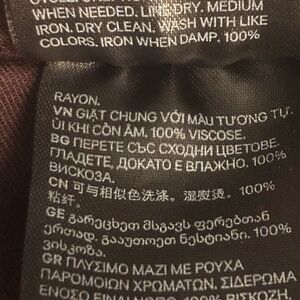 WHEN NEEDED. LINE DRY. MEDIUM
IRON. DRY CLEAN. WASH WITH LIKE
COLORS. IRON WHEN DAMP. 100%
RAYON.
VN GIẶT CHUNG VỚI MÀU TƯƠNG TỰ.
ỦI KHI CÒN ẨM. 100% VISCOSE.
BG ПЕРЕТЕ СЪС СХОДНИ ЦВЕТОВЕ.
ГЛАДЕТЕ, ДОКАТО Е ВЛАЖНО. 100%
ВИСКОЗА.
CN 可与相似色洗涤。湿熨烫。100%
粘纤。
GE გარეცხეთ მსგავს ფერებთან
ერთად. გააუთოეთ ნესტიანი. 100%
ვისკოზა.
GR ΠΛΥΣΙΜΟ ΜΑΖΙ ΜΕ ΡΟΥΧΑ
ΠΑΡΟΜΟΙΩΝ ΧΡΩΜΑΤΩΝ. ΣΙΔΕΡΩΜΑ